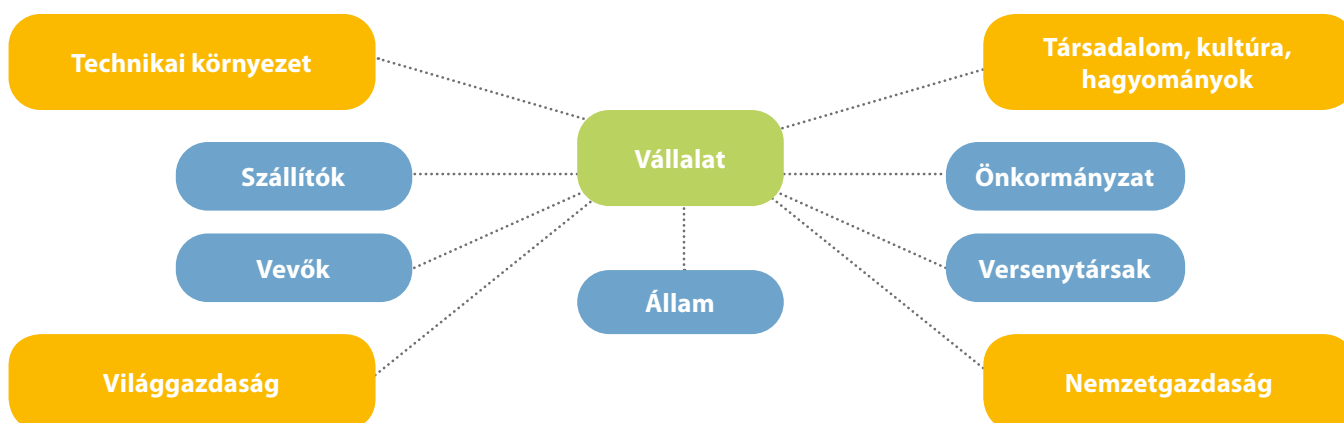 Technikai környezet
Társadalom, kultúra,
hagyományok
Vállalat
Szállítók
Önkormányzat
Vevők
Versenytársak
Állam
Világgazdaság
Nemzetgazdaság